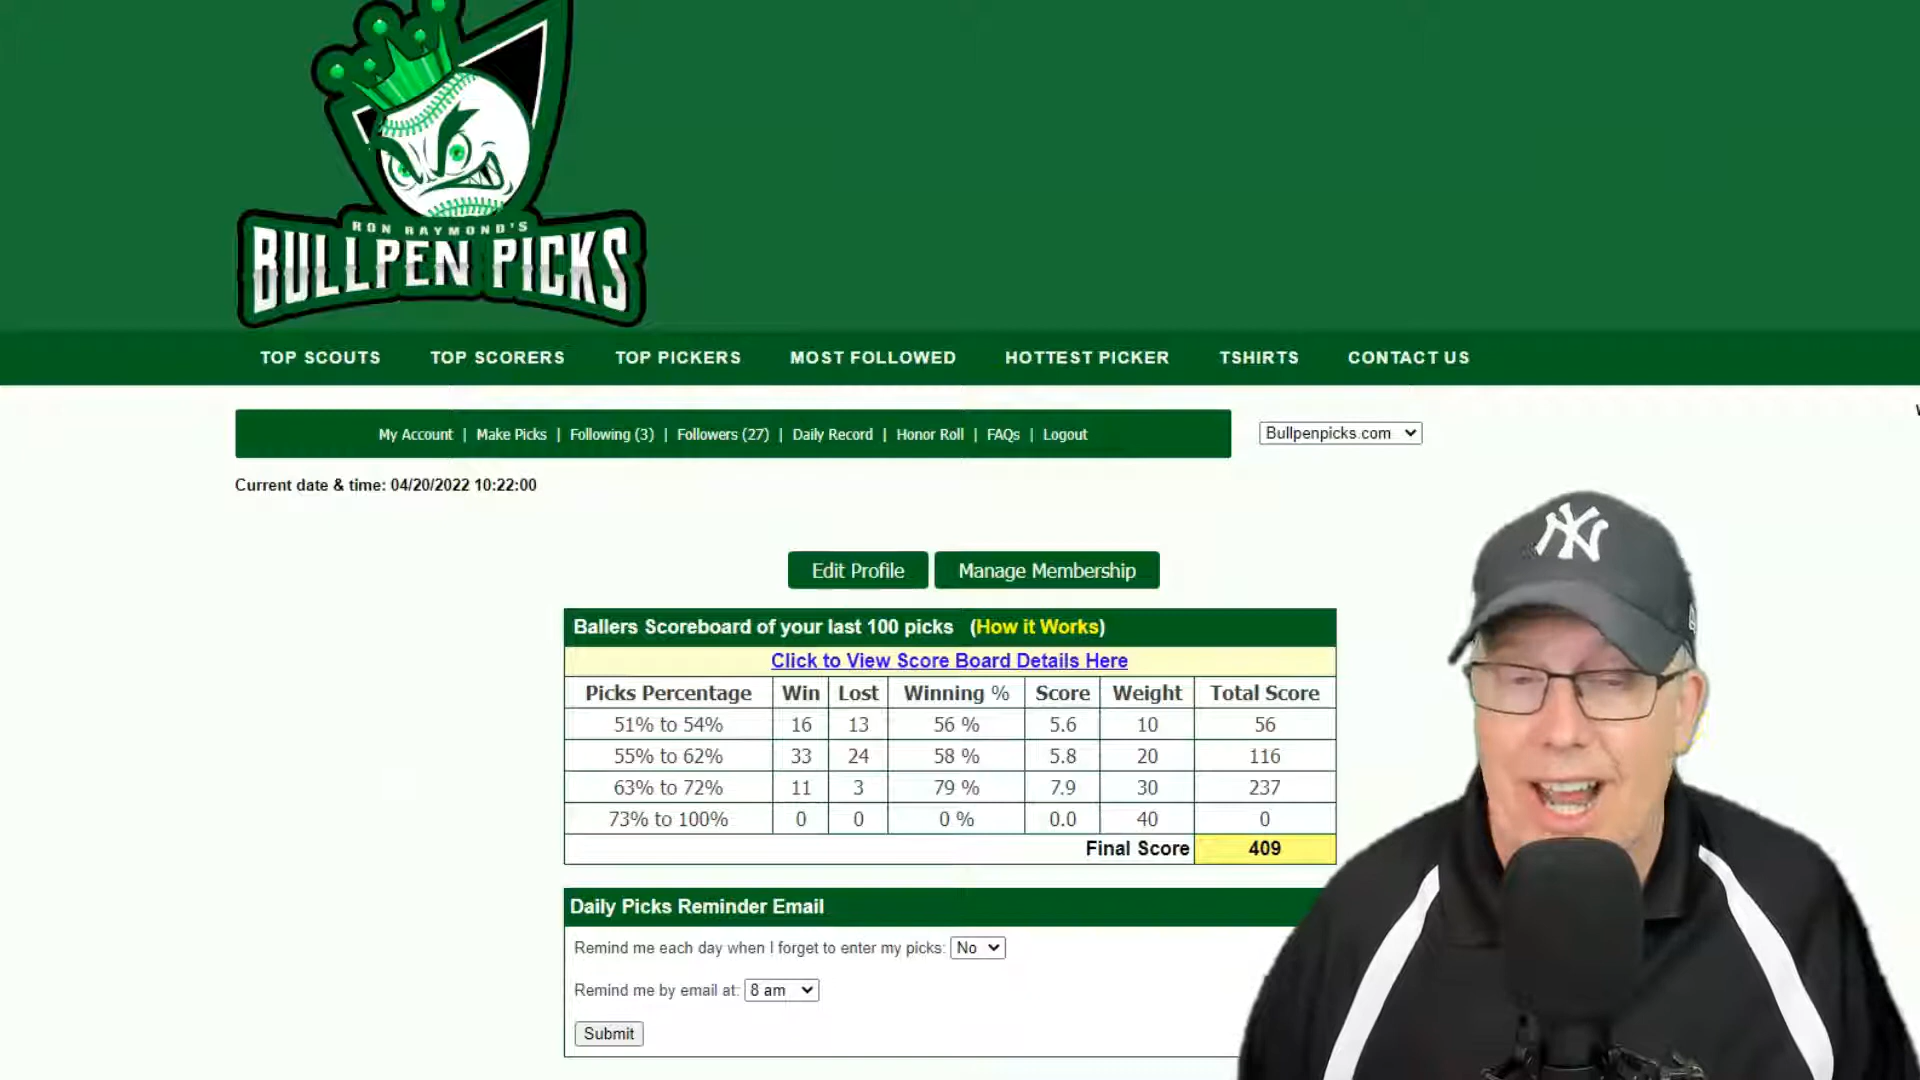 RON RAYMOND'S
BULLPEN PICKS
TOP SCOUTS TOP SCORERS TOP PICKERS MOST FOLLOWED HOTTEST PICKER TSHIRTS CONTACT US
My Account | Make Picks | Following (3) | Followers (27) | Daily Record | Honor Roll | FAQs | Logout
Bullpenpicks.com
Current date & time: 04/20/2022 10:22:00
NY
Edit Profile Manage Membership
Ballers Scoreboard of your last 100 picks (How it Works)
Click to View Score Board Details Here
Picks Percentage Win Lost Winning % Score Weight Total Score
51% to 54% 16 13 56 % 5.6 10 56
55% to 62% 33 24 58 % 5.8 20 116
63% to 72% 11 3 79 % 7.9 30 237
73% to 100% 0 0 0 % 0.0 40 0
Final Score 409
Daily Picks Reminder Email
Remind me each day when I forget to enter my picks: No
Remind me by email at: 8 am
Submit